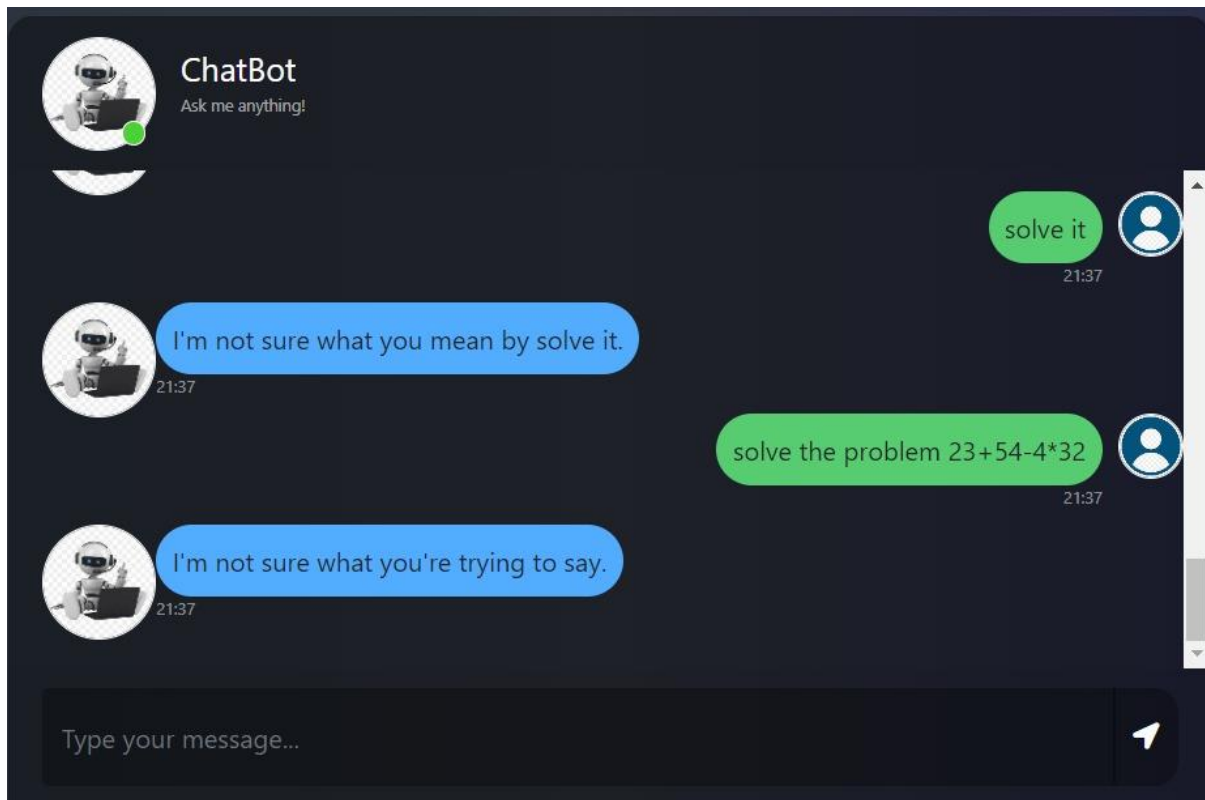 ChatBot
Ask me anything!
solve it
21:37
I'm not sure what you mean by solve it.
21:37
solve the problem 23+54-4*32
21:37
I'm not sure what you're trying to say.
21:37
Type your message...